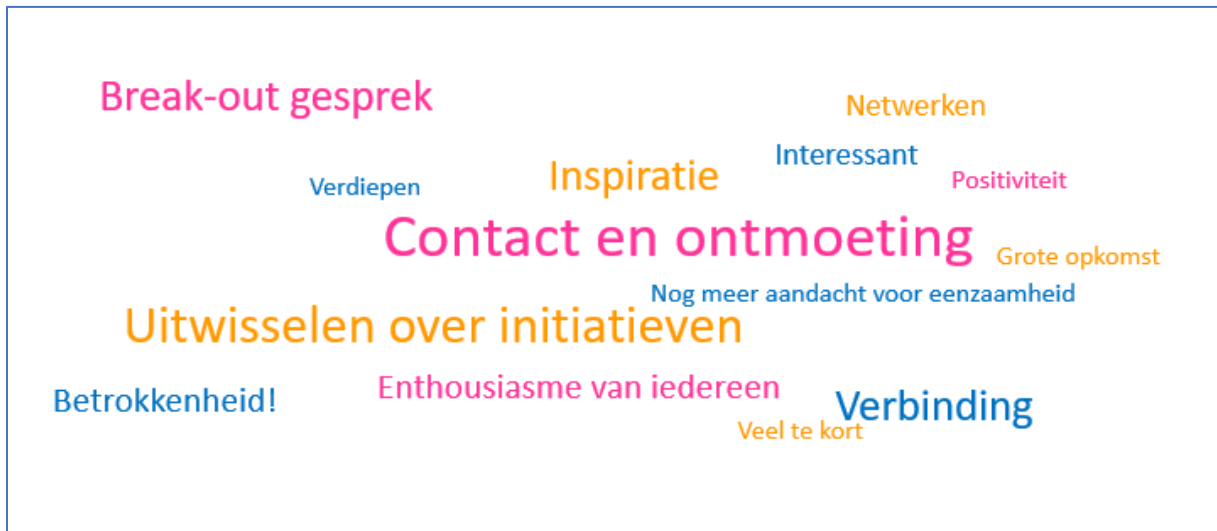 Break-out gesprek
Netwerken
Interessant
Inspiratie
Positiviteit
Verdiepen
Contact en ontmoeting
Grote opkomst
Nog meer aandacht voor eenzaamheid
Uitwisselen over initiatieven
Enthousiasme van iedereen
Betrokkenheid!
Verbinding
Veel te kort